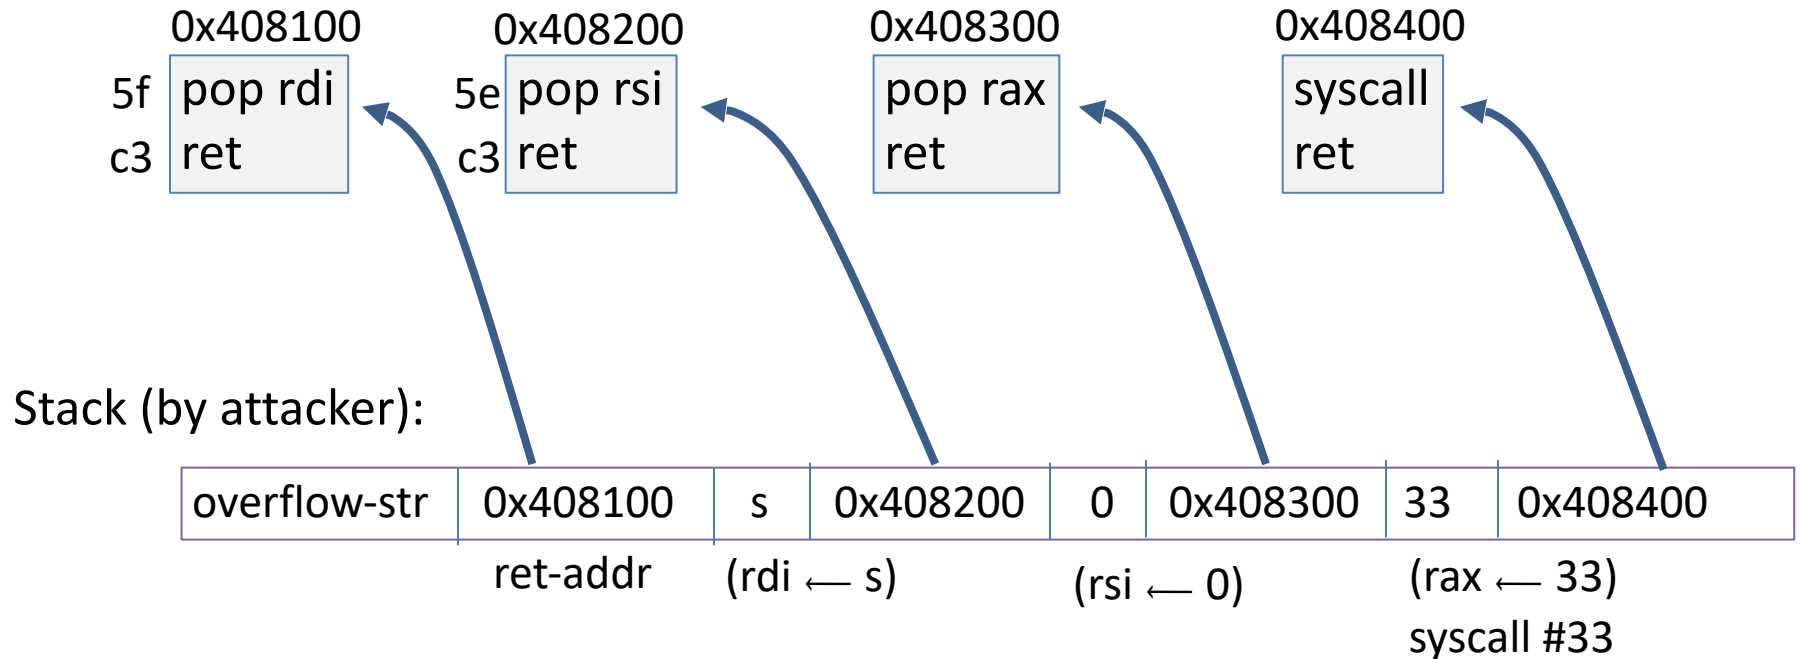 0x408100 0x408200 0x408300 0x408400
5f pop rdi 5e pop rsi pop rax syscall
c3 ret c3 ret ret ret
Stack (by attacker):
overflow-str 0x408100 s 0x408200 0 0x408300 33 0x408400
ret-addr (rdi ⟵ s) (rsi ⟵ 0) (rax ⟵ 33)
syscall #33